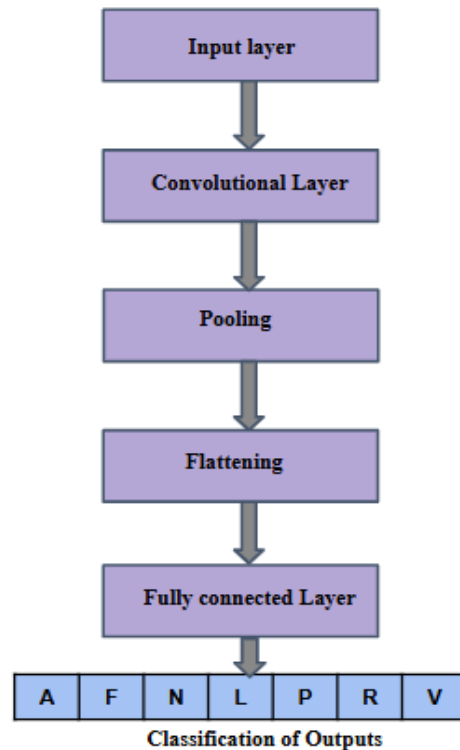 Input layer
Convolutional Layer
Pooling
Flattening
Fully connected Layer
A F N L P R V
Classification of Outputs